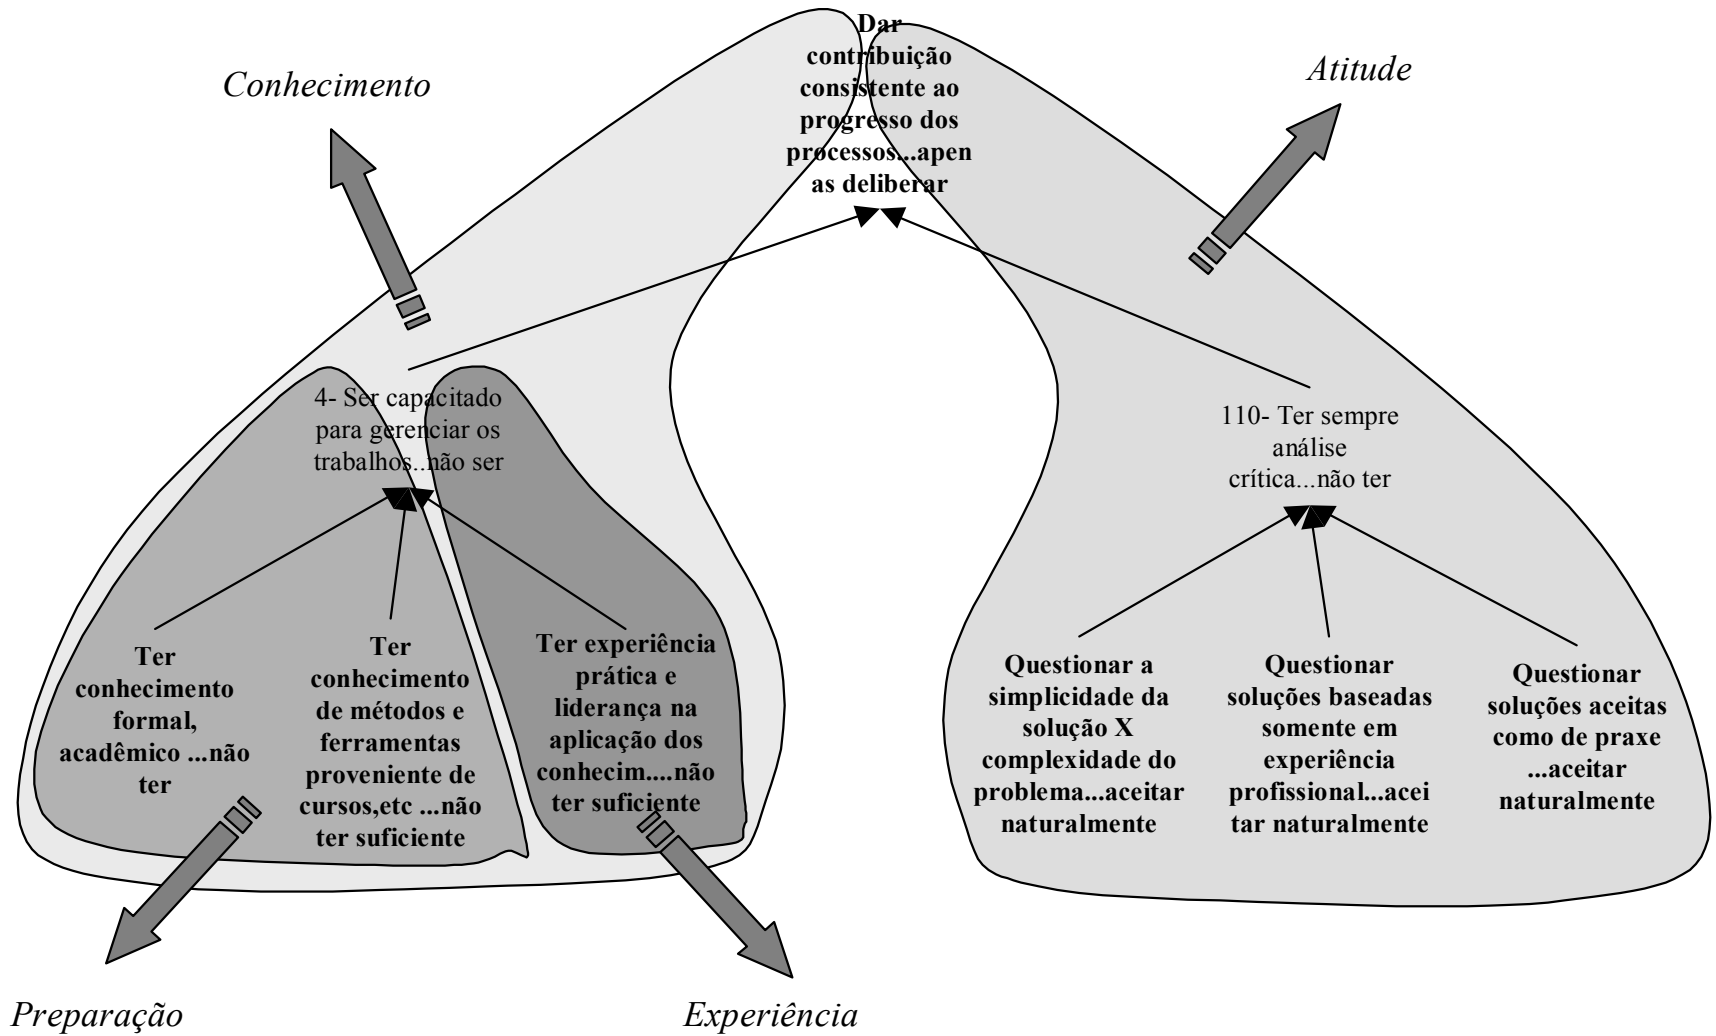 Dar
contribuição
consistente ao
progresso dos
processos...apen
as deliberar
Conhecimento
Atitude
4- Ser capacitado
para gerenciar os
trabalhos..não ser
110- Ter sempre
análise
crítica...não ter
Ter
conhecimento
formal,
acadêmico ...não
ter
Ter
conhecimento
de métodos e
ferramentas
proveniente de
cursos,etc ...não
ter suficiente
Ter experiência
prática e
liderança na
aplicação dos
conhecim....não
ter suficiente
Questionar a
simplicidade da
solução X
complexidade do
problema...aceitar
naturalmente
Questionar
soluções baseadas
somente em
experiência
profissional...acei
tar naturalmente
Questionar
soluções aceitas
como de praxe
...aceitar
naturalmente
Preparação
Experiência